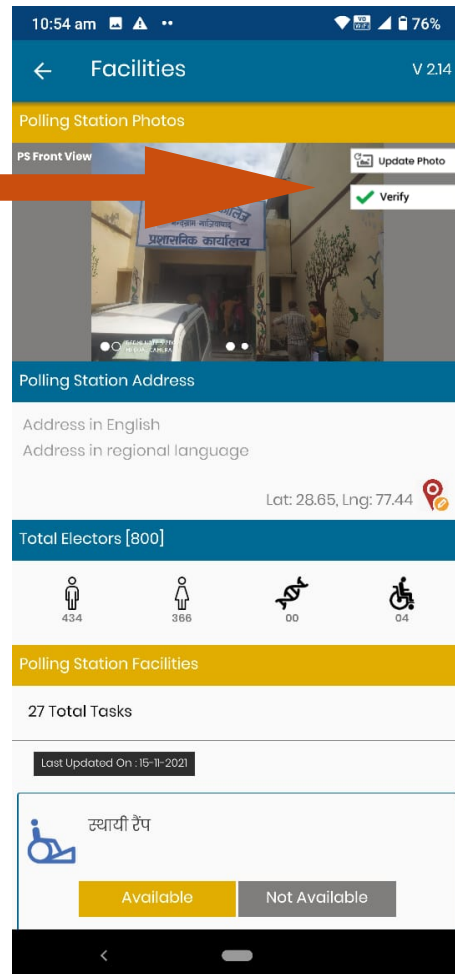 10:54 am
76%
Facilities
V 2.14
Polling Station Photos
PS Front View
Update Photo
Verify
प्रशासनिक कार्यालय
Polling Station Address
Address in English
Address in regional language
Lat: 28.65, Lng: 77.44
Total Electors [800]
434 366 00 04
Polling Station Facilities
27 Total Tasks
Last Updated On : 15-11-2021
स्थायी रैंप
Available Not Available